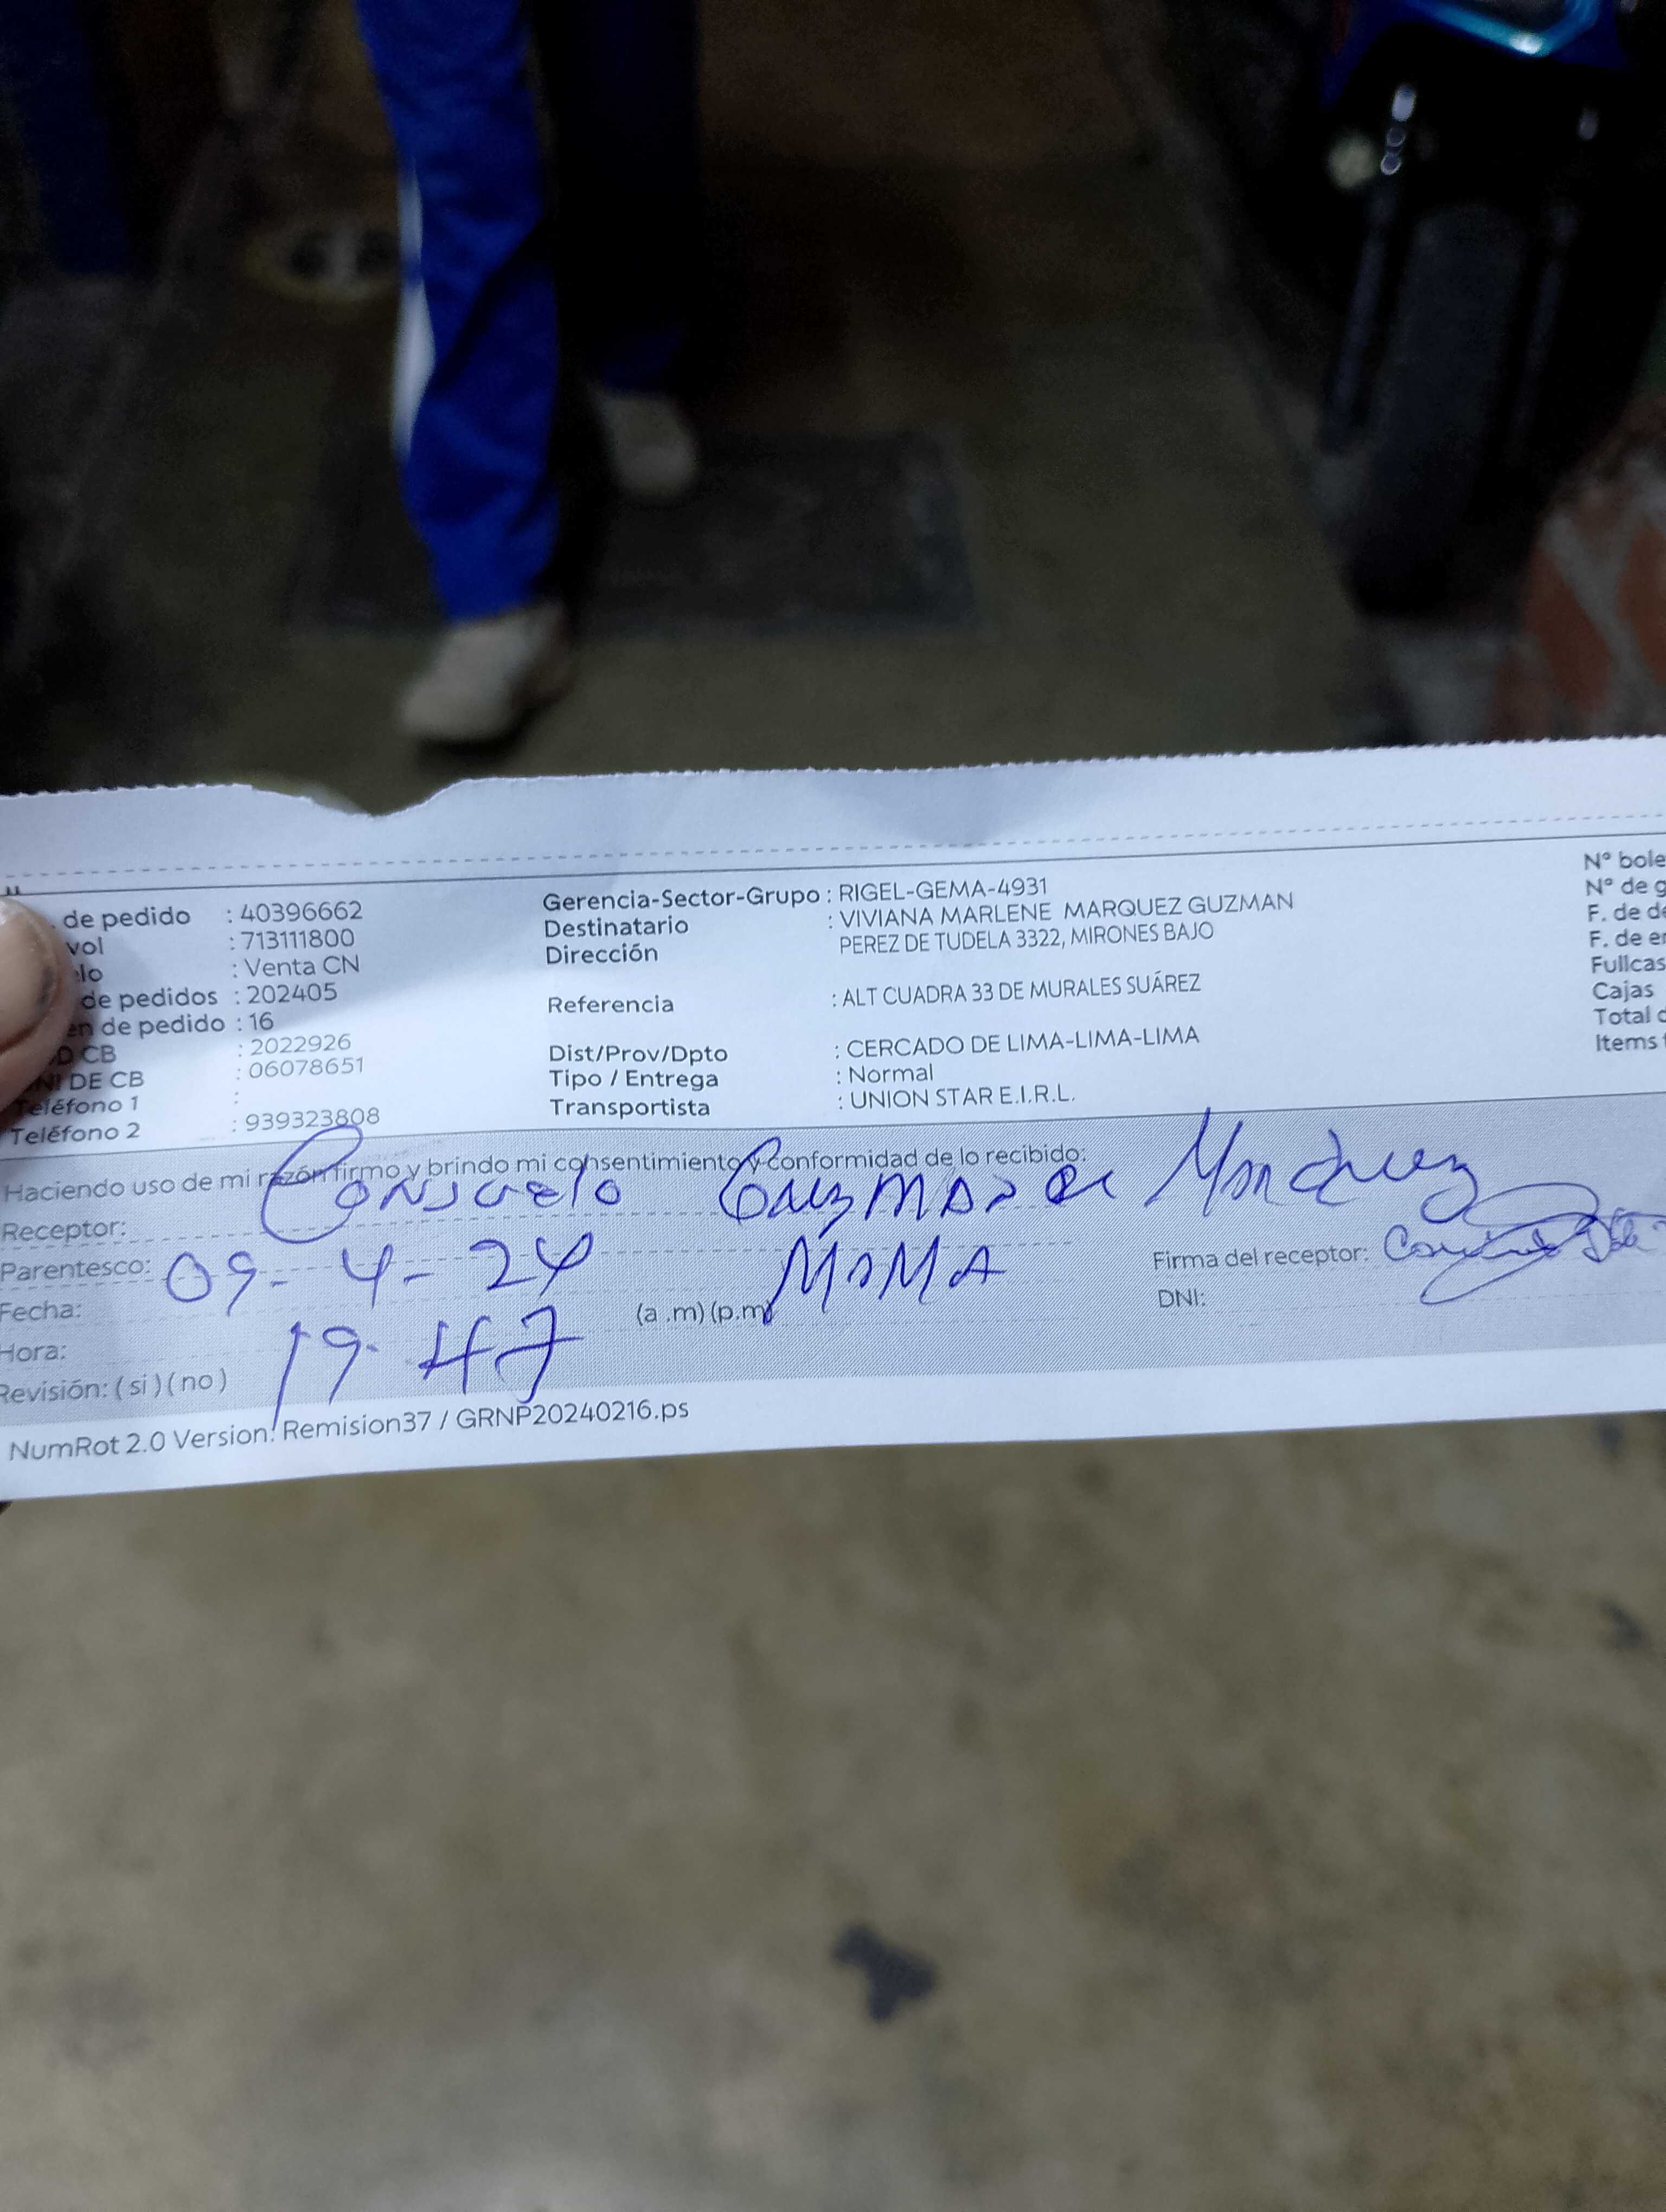 de pedido : 40396662
vol : 713111800
lo : Venta CN
de pedidos : 202405
en de pedido : 16
D CB : 2022926
NI DE CB : 06078651
Teléfono 1 :
Teléfono 2 : 939323808
Gerencia-Sector-Grupo : RIGEL-GEMA-4931
Destinatario : VIVIANA MARLENE MARQUEZ GUZMAN
Dirección PEREZ DE TUDELA 3322, MIRONES BAJO
Referencia : ALT CUADRA 33 DE MURALES SUÁREZ
Dist/Prov/Dpto : CERCADO DE LIMA-LIMA-LIMA
Tipo / Entrega : Normal
Transportista : UNION STAR E.I.R.L.
N° bole
N° de g
F. de de
F. de en
Fullcas
Cajas
Total d
Items
Haciendo uso de mi razón firmo y brindo mi consentimiento y conformidad de lo recibido:
Receptor: Consuelo Guzman de Marquez
Parentesco: MAMA
Fecha: 09-4-24
Hora: 19.47 (a .m) (p.m)
Revisión: ( si ) ( no )
Firma del receptor:
DNI:
NumRot 2.0 Version: Remision37 / GRNP20240216.ps